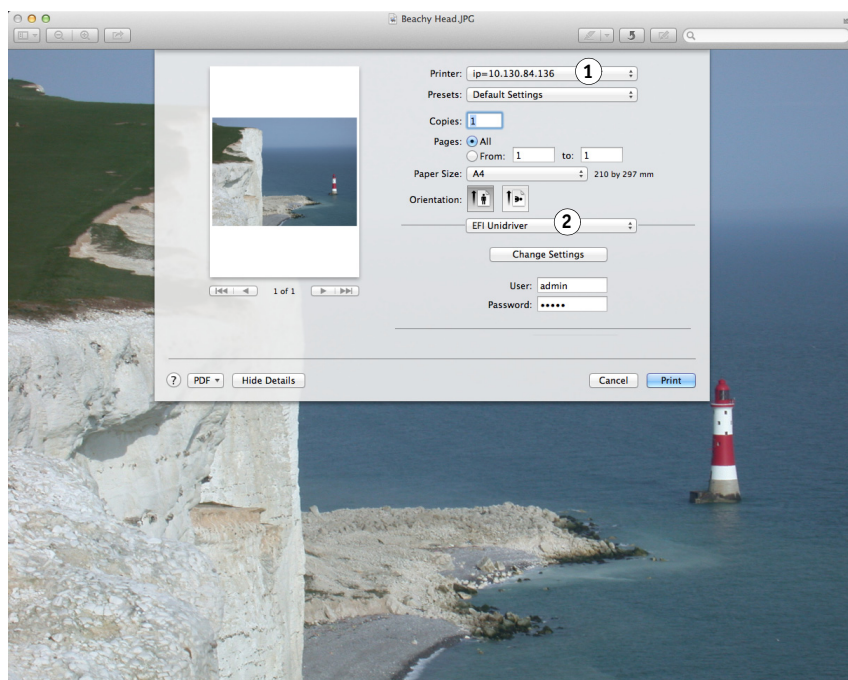 Beachy Head.JPG
Printer: ip=10.130.84.136 1
Presets: Default Settings
Copies: 1
Pages: All
From: 1 to: 1
Paper Size: A4 210 by 297 mm
Orientation:
EFI Unidriver 2
Change Settings
1 of 1
User: admin
Password: •••••
? PDF Hide Details Cancel Print